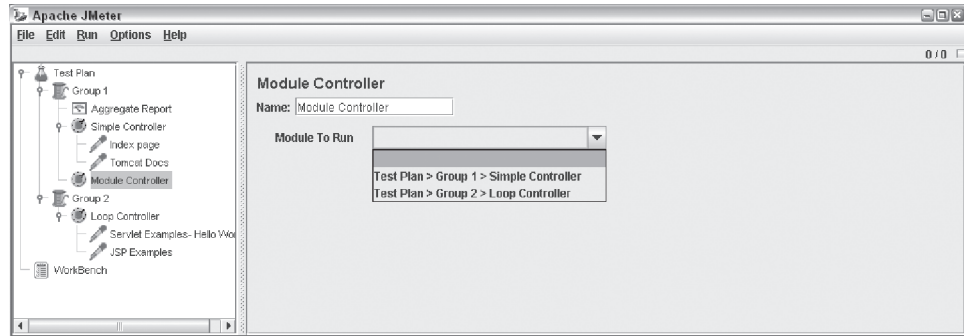 Apache JMeter
File Edit Run Options Help
0 / 0
Test Plan
Group 1
Aggregate Report
Simple Controller
Index page
Tomcat Docs
Module Controller
Group 2
Loop Controller
Servlet Examples- Hello Wor
JSP Examples
WorkBench
Module Controller
Name: Module Controller
Module To Run
Test Plan > Group 1 > Simple Controller
Test Plan > Group 2 > Loop Controller